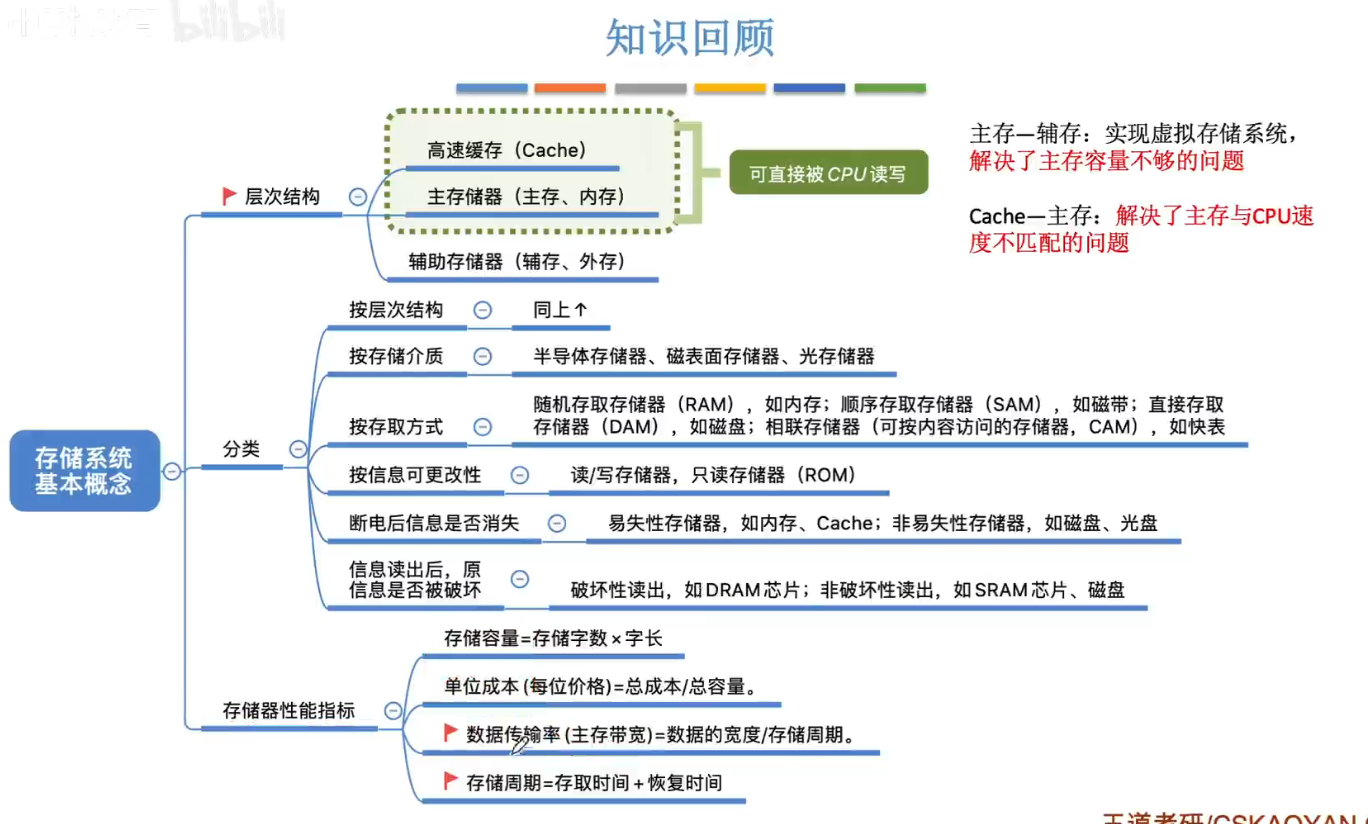 bilibili
知识回顾
主存—辅存：实现虚拟存储系统，
解决了主存容量不够的问题
Cache—主存：解决了主存与CPU速
度不匹配的问题
存储系统
基本概念
层次结构
高速缓存（Cache）
主存储器（主存、内存）
可直接被CPU读写
辅助存储器（辅存、外存）
分类
按层次结构
同上↑
按存储介质
半导体存储器、磁表面存储器、光存储器
按存取方式
随机存取存储器（RAM），如内存；顺序存取存储器（SAM），如磁带；直接存取
存储器（DAM），如磁盘；相联存储器（可按内容访问的存储器，CAM），如快表
按信息可更改性
读/写存储器，只读存储器（ROM）
断电后信息是否消失
易失性存储器，如内存、Cache；非易失性存储器，如磁盘、光盘
信息读出后，原
信息是否被破坏
破坏性读出，如DRAM芯片；非破坏性读出，如SRAM芯片、磁盘
存储器性能指标
存储容量=存储字数×字长
单位成本(每位价格)=总成本/总容量。
数据传输率(主存带宽)=数据的宽度/存储周期。
存储周期=存取时间+恢复时间
王道考研/CSKAOYAN